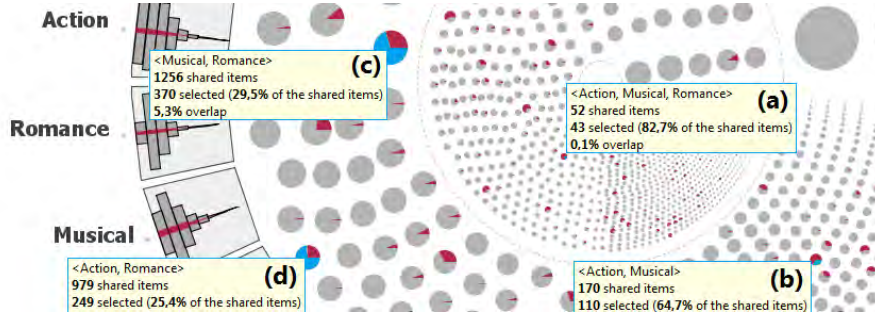 Action
<Musical, Romance>
(c)
1256 shared items
370 selected (29,5% of the shared items)
5,3% overlap
<Action, Musical, Romance>
(a)
52 shared items
43 selected (82,7% of the shared items)
0,1% overlap
Romance
Musical
<Action, Romance>
(d)
979 shared items
249 selected (25,4% of the shared items)
<Action, Musical>
(b)
170 shared items
110 selected (64,7% of the shared items)